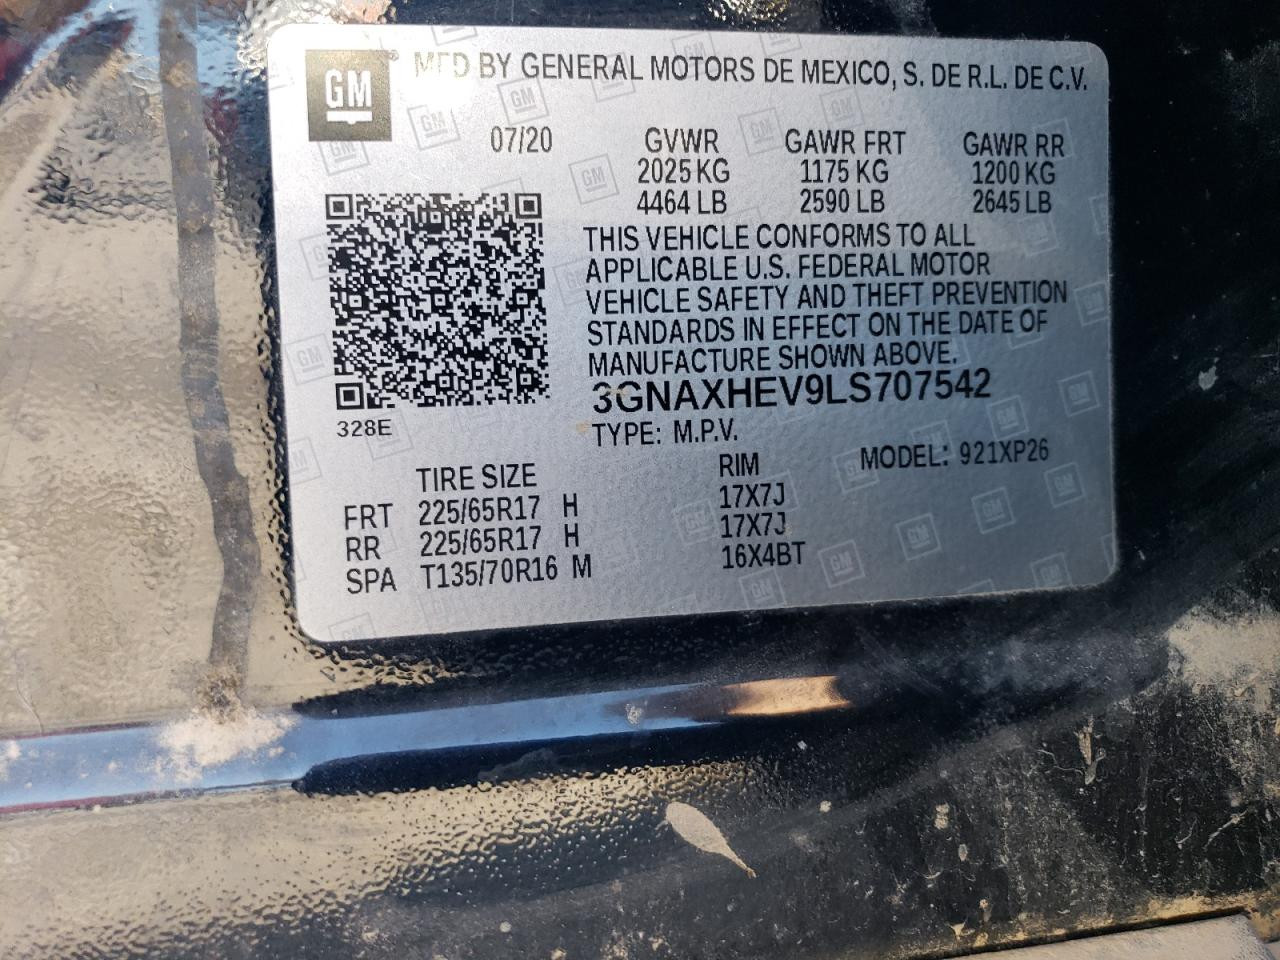 GM MFD BY GENERAL MOTORS DE MEXICO, S. DE R.L. DE C.V.
07/20 GVWR GAWR FRT GAWR RR
2025 KG 1175 KG 1200 KG
4464 LB 2590 LB 2645 LB
THIS VEHICLE CONFORMS TO ALL
APPLICABLE U.S. FEDERAL MOTOR
VEHICLE SAFETY AND THEFT PREVENTION
STANDARDS IN EFFECT ON THE DATE OF
MANUFACTURE SHOWN ABOVE.
3GNAXHEV9LS707542
328E
TYPE: M.P.V.
MODEL: 921XP26
TIRE SIZE RIM
FRT 225/65R17 H 17X7J
RR 225/65R17 H 17X7J
SPA T135/70R16 M 16X4BT